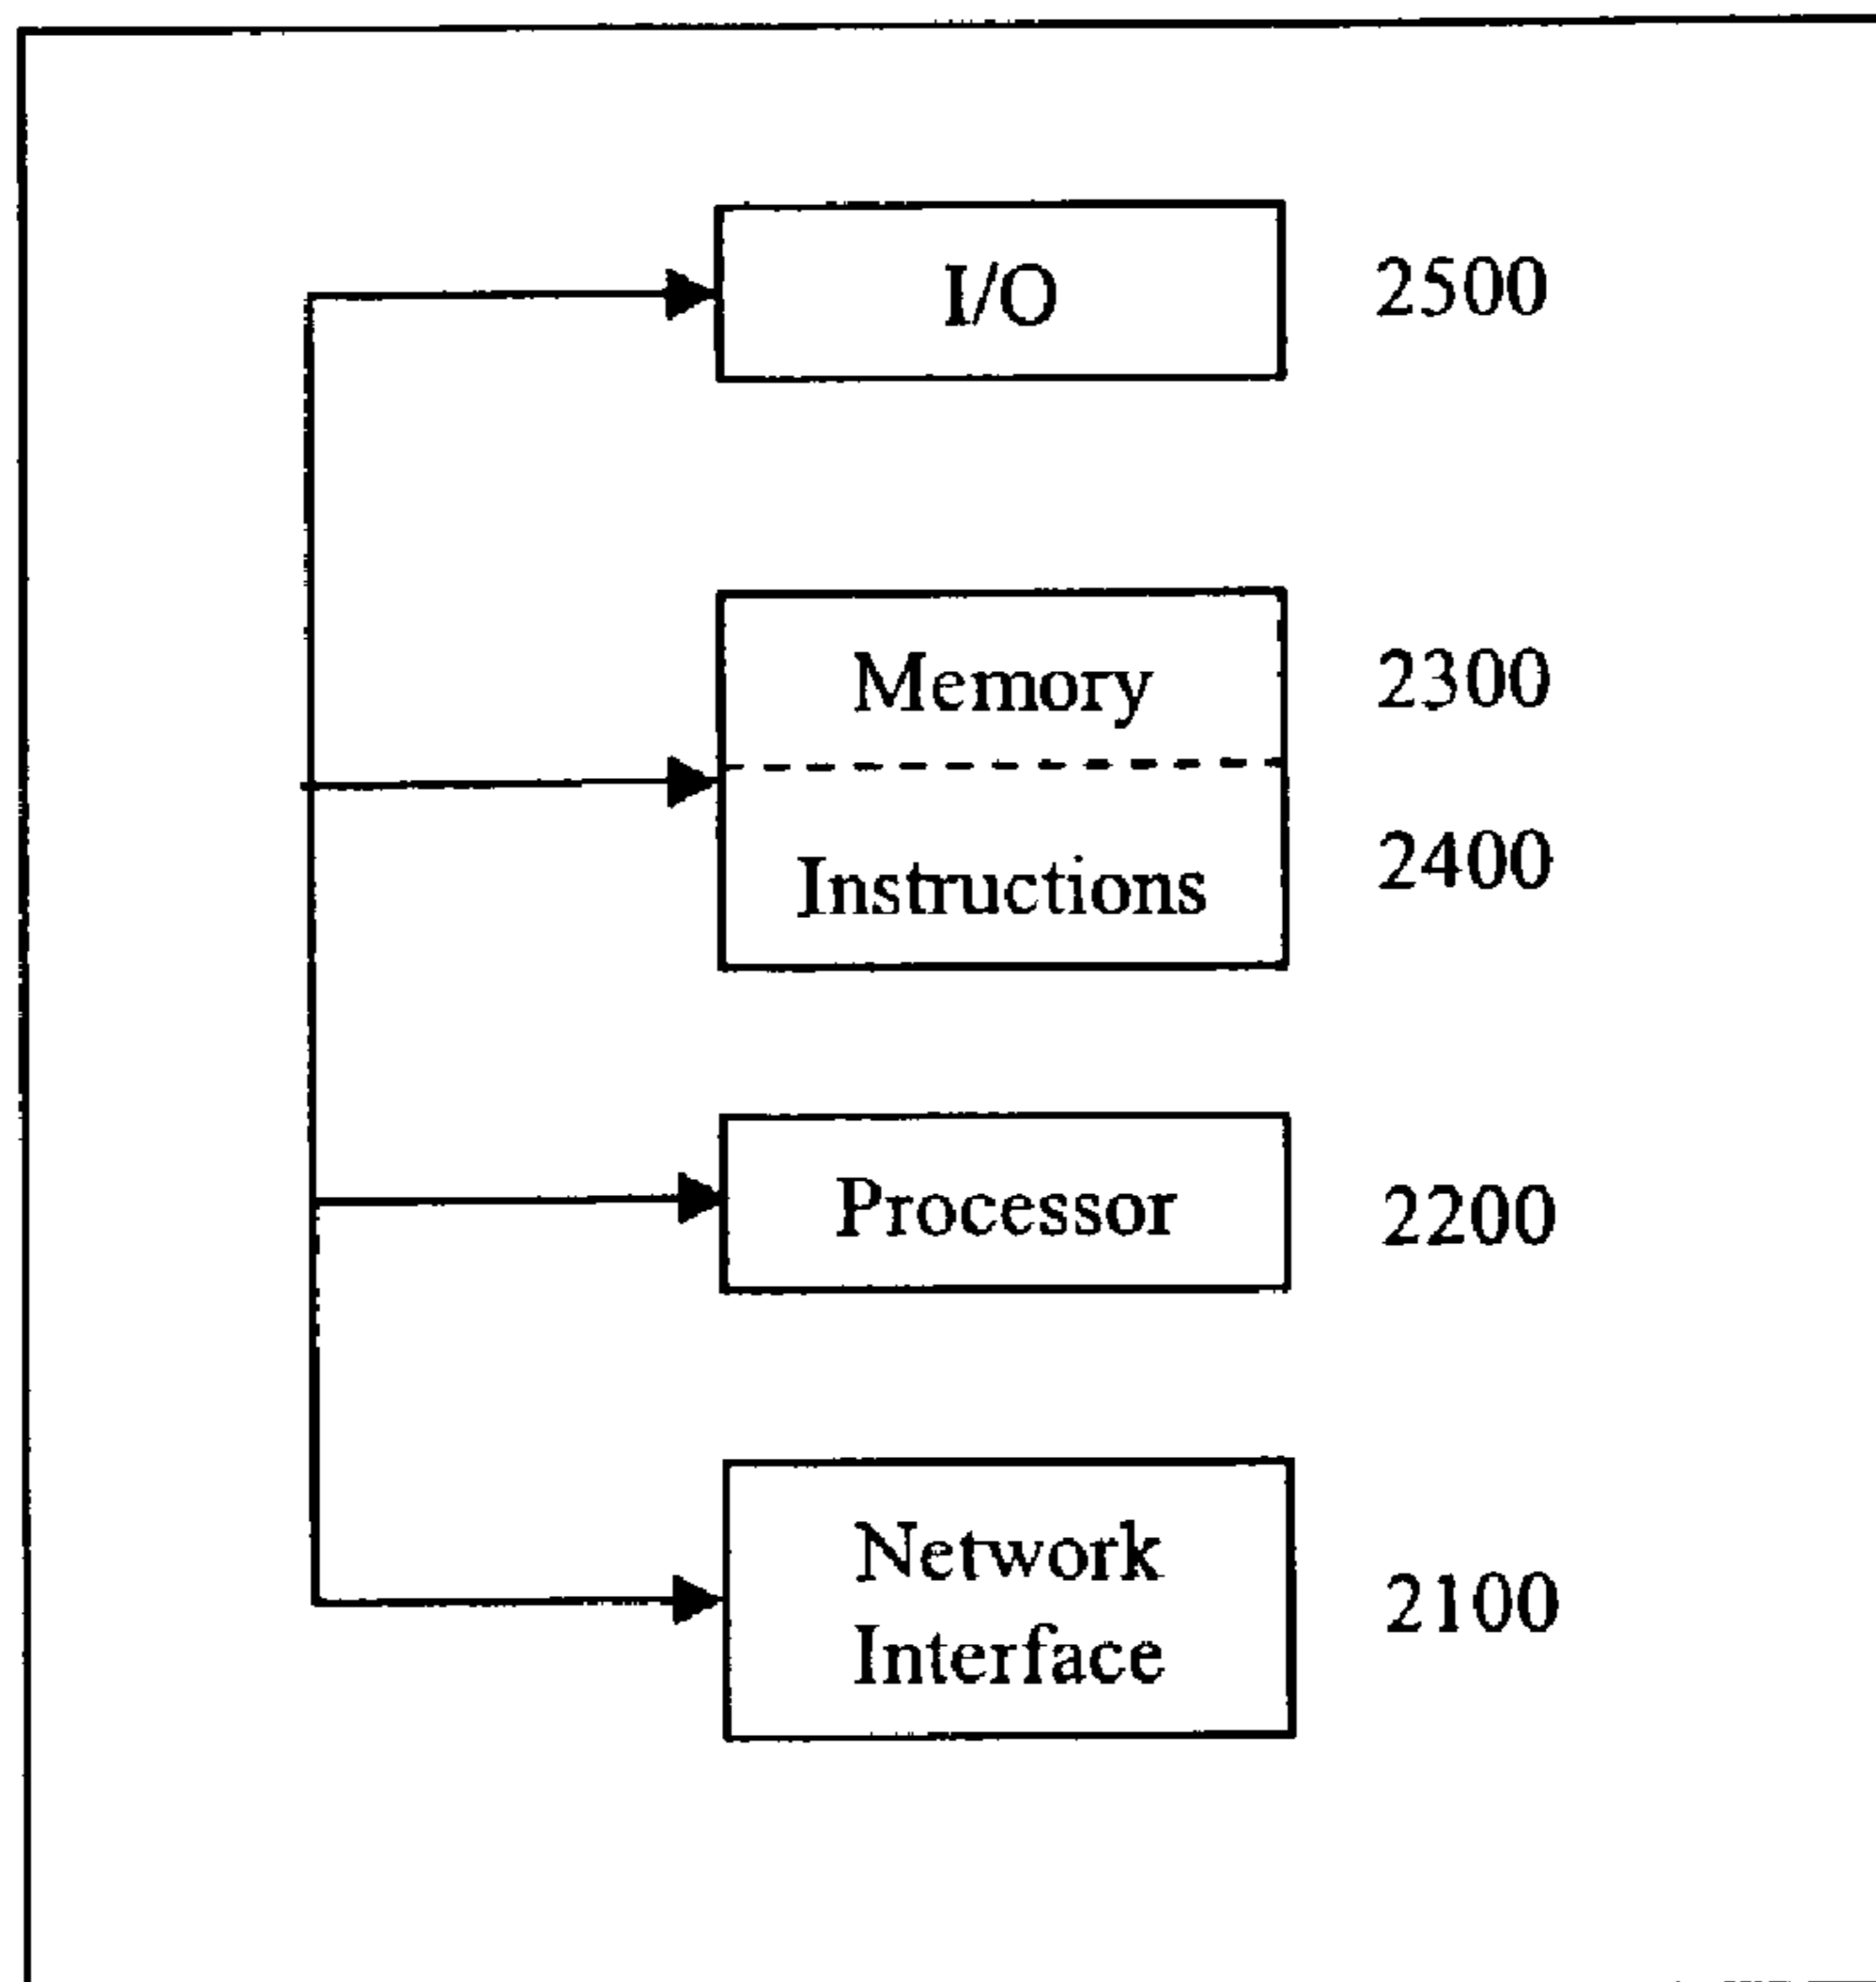 I/O 2500
Memory 2300
Instructions 2400
Processor 2200
Network
Interface 2100